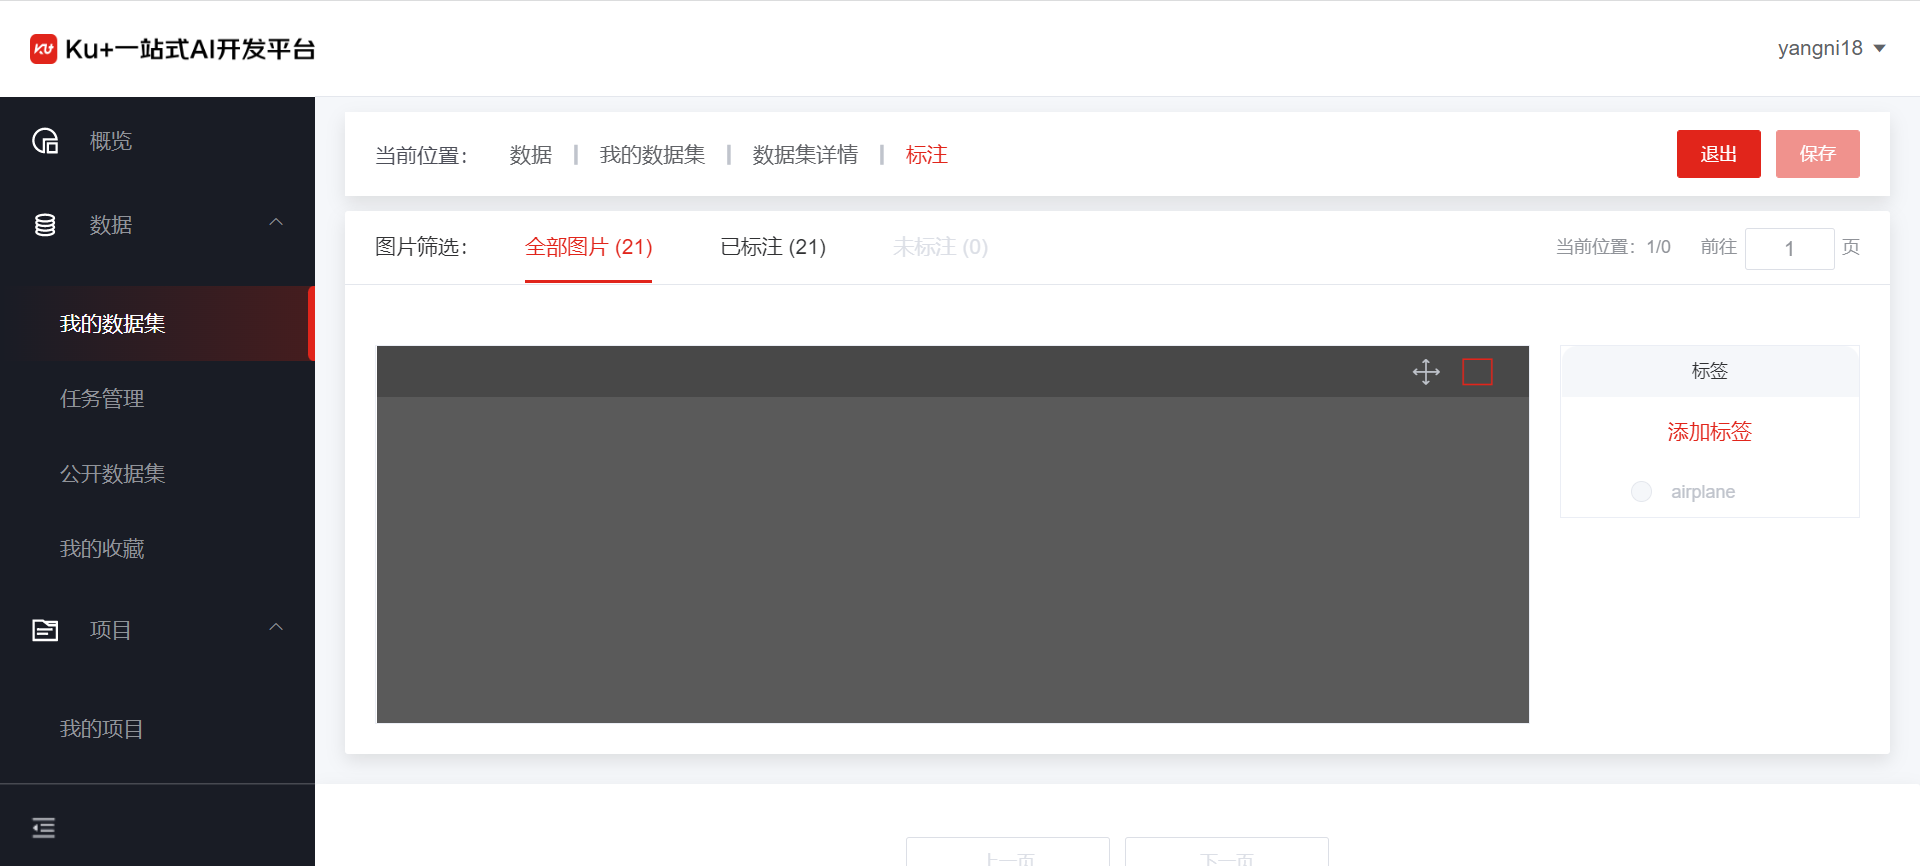 Ku+一站式AI开发平台
yangni18
概览
数据
我的数据集
任务管理
公开数据集
我的收藏
项目
我的项目
当前位置： 数据 | 我的数据集 | 数据集详情 | 标注
退出 保存
图片筛选： 全部图片 (21) 已标注 (21) 未标注 (0)
当前位置：1/0 前往 1 页
标签
添加标签
airplane
上一页 下一页